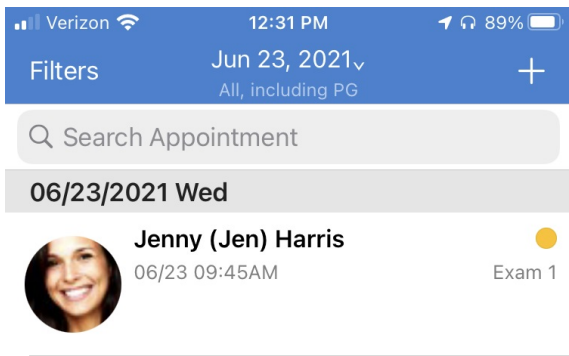 Verizon 12:31 PM 89%
Filters Jun 23, 2021
All, including PG
Search Appointment
06/23/2021 Wed
Jenny (Jen) Harris
06/23 09:45AM Exam 1